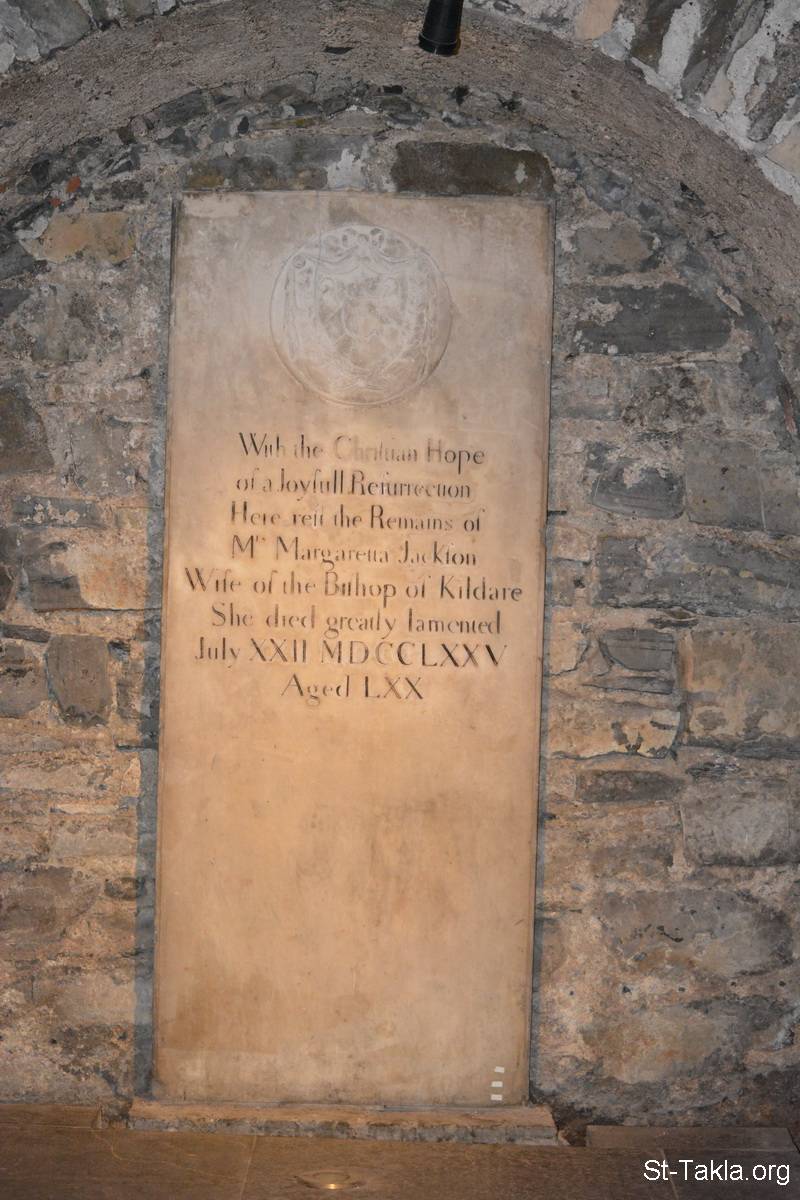 With the Christian Hope
of a Joyfull Reſurrection
Here reſt the Remains of
Mrs Margaretta Jackſon
Wife of the Biſhop of Kildare
She died greatly lamented
July XXII MDCCLXXV
Aged LXX
St-Takla.org